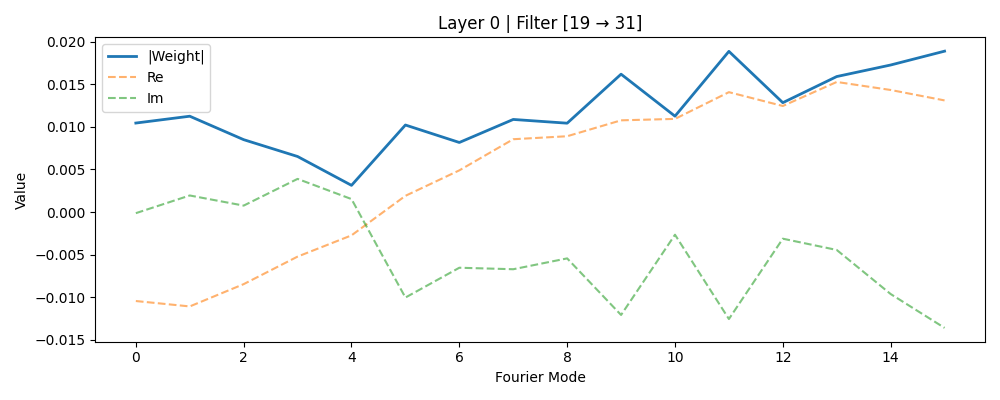 Layer 0 | Filter [19 → 31]
|Weight|
Re
Im
Value
0.020
0.015
0.010
0.005
0.000
−0.005
−0.010
−0.015
0 2 4 6 8 10 12 14
Fourier Mode